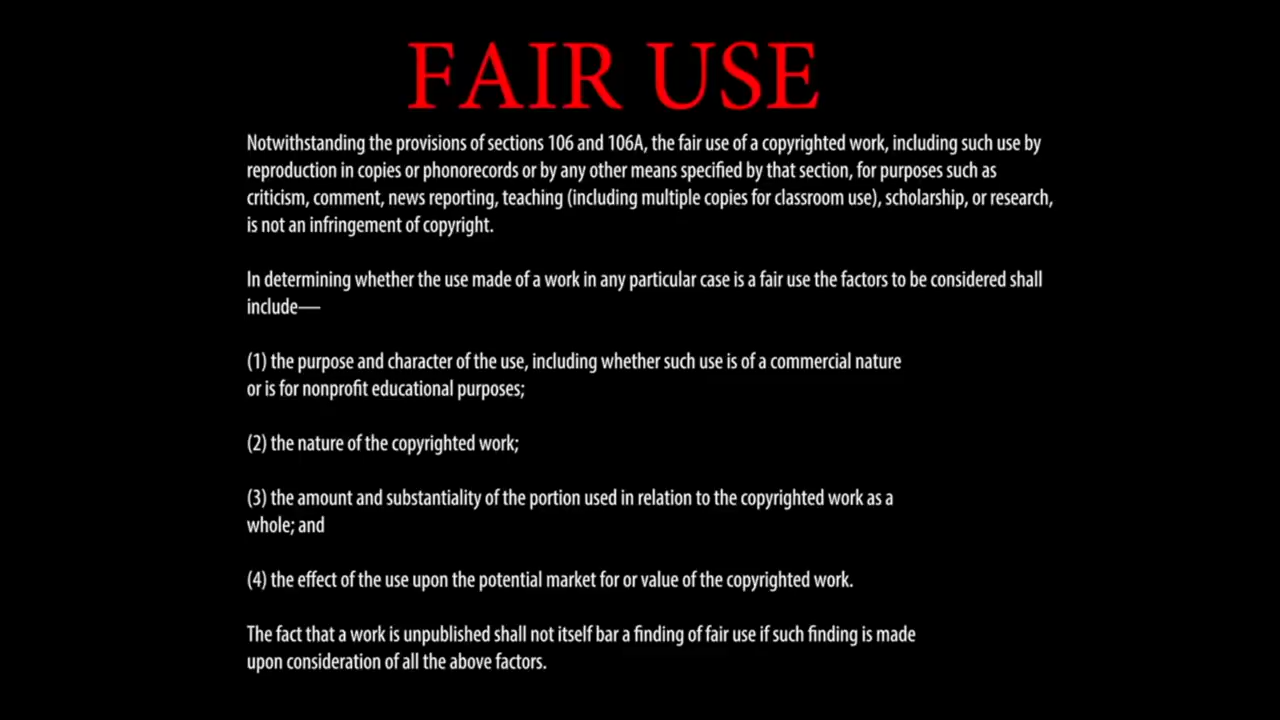 FAIR USE
Notwithstanding the provisions of sections 106 and 106A, the fair use of a copyrighted work, including such use by
reproduction in copies or phonorecords or by any other means specified by that section, for purposes such as
criticism, comment, news reporting, teaching (including multiple copies for classroom use), scholarship, or research,
is not an infringement of copyright.
In determining whether the use made of a work in any particular case is a fair use the factors to be considered shall
include—
(1) the purpose and character of the use, including whether such use is of a commercial nature
or is for nonprofit educational purposes;
(2) the nature of the copyrighted work;
(3) the amount and substantiality of the portion used in relation to the copyrighted work as a
whole; and
(4) the effect of the use upon the potential market for or value of the copyrighted work.
The fact that a work is unpublished shall not itself bar a finding of fair use if such finding is made
upon consideration of all the above factors.